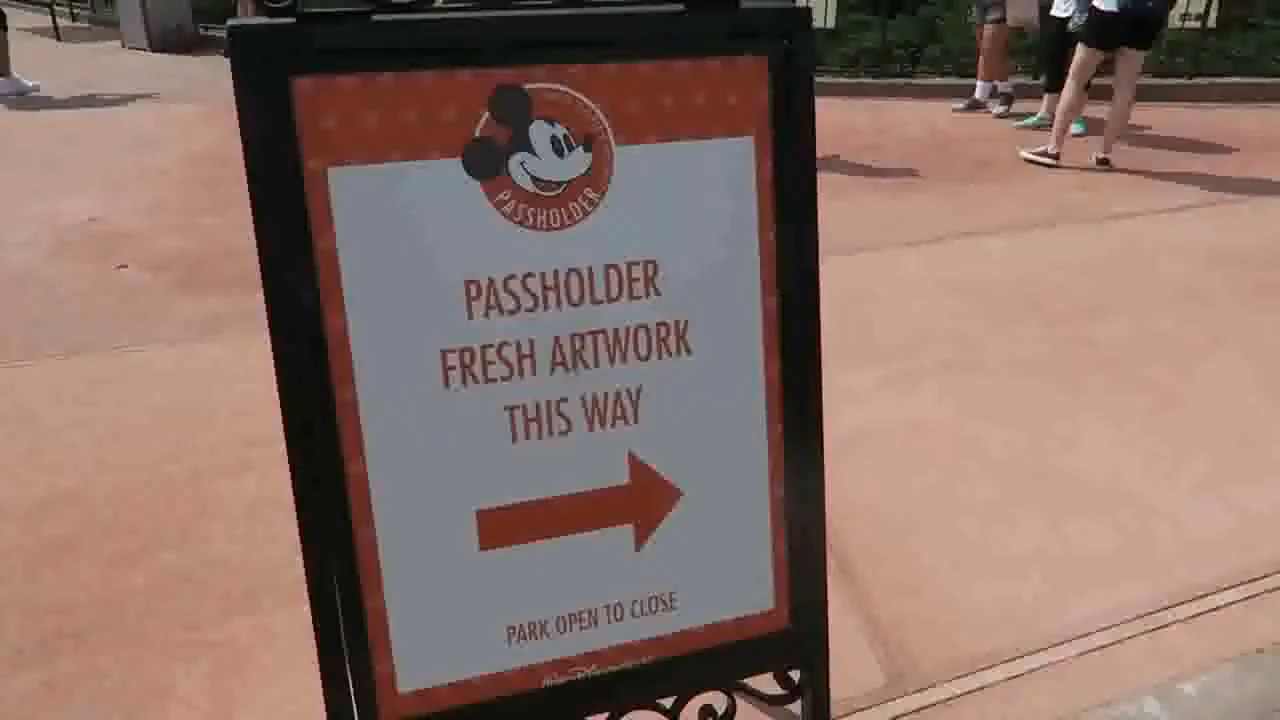 PASSHOLDER
PASSHOLDER
FRESH ARTWORK
THIS WAY
PARK OPEN TO CLOSE